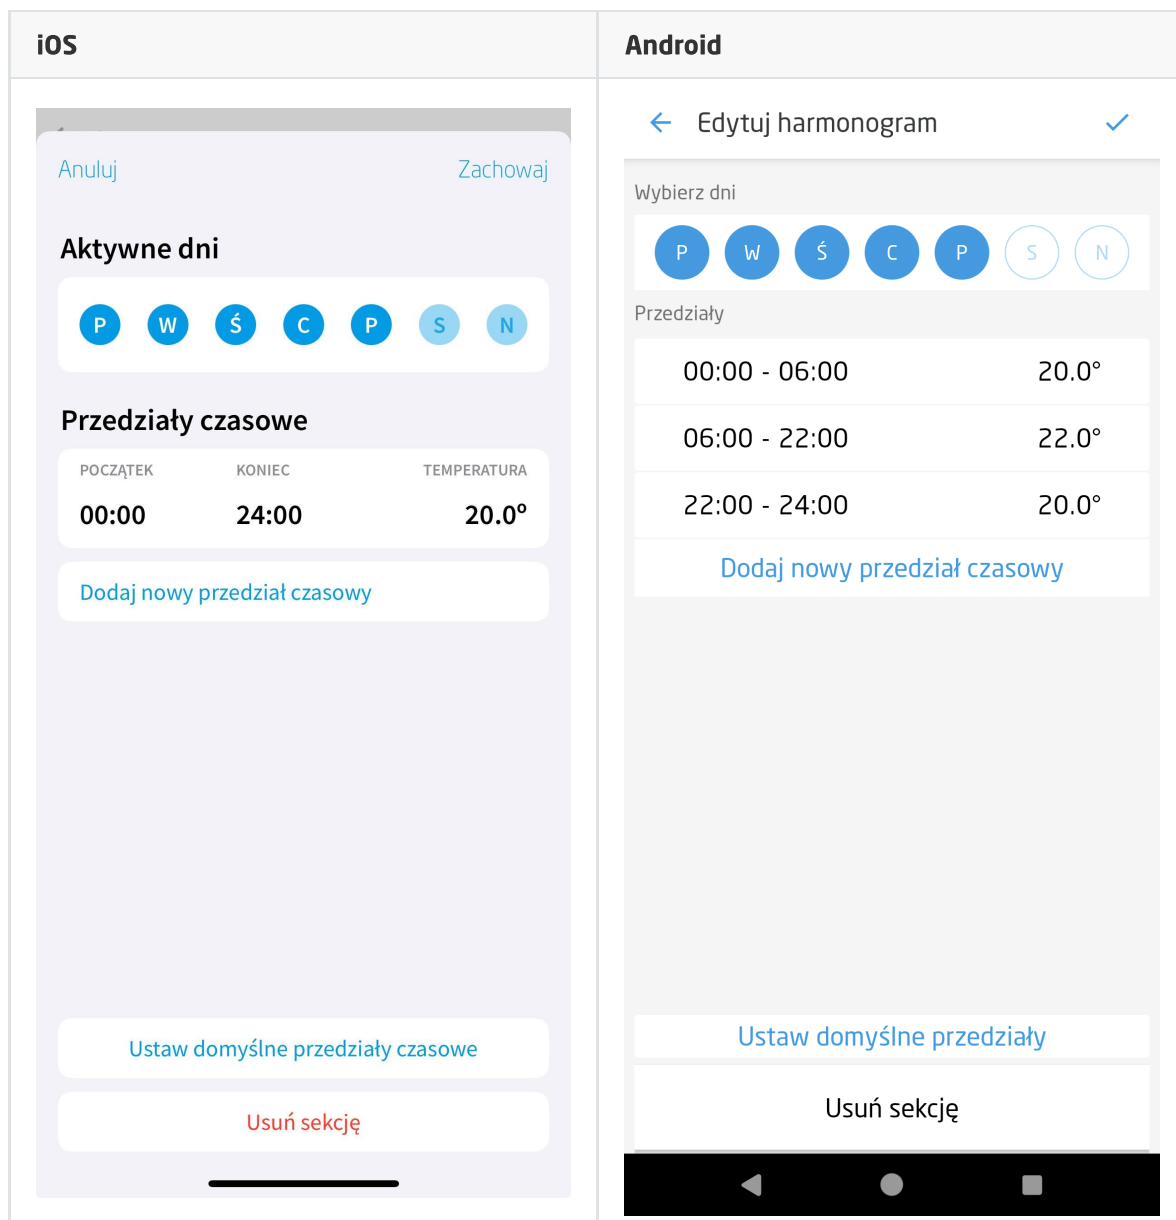 iOS
Android
Anuluj
Zachowaj
Aktywne dni
P W Ś C P S N
Przedziały czasowe
POCZĄTEK KONIEC TEMPERATURA
00:00 24:00 20.0º
Dodaj nowy przedział czasowy
Ustaw domyślne przedziały czasowe
Usuń sekcję
Edytuj harmonogram
Wybierz dni
P W Ś C P S N
Przedziały
00:00 - 06:00 20.0°
06:00 - 22:00 22.0°
22:00 - 24:00 20.0°
Dodaj nowy przedział czasowy
Ustaw domyślne przedziały
Usuń sekcję